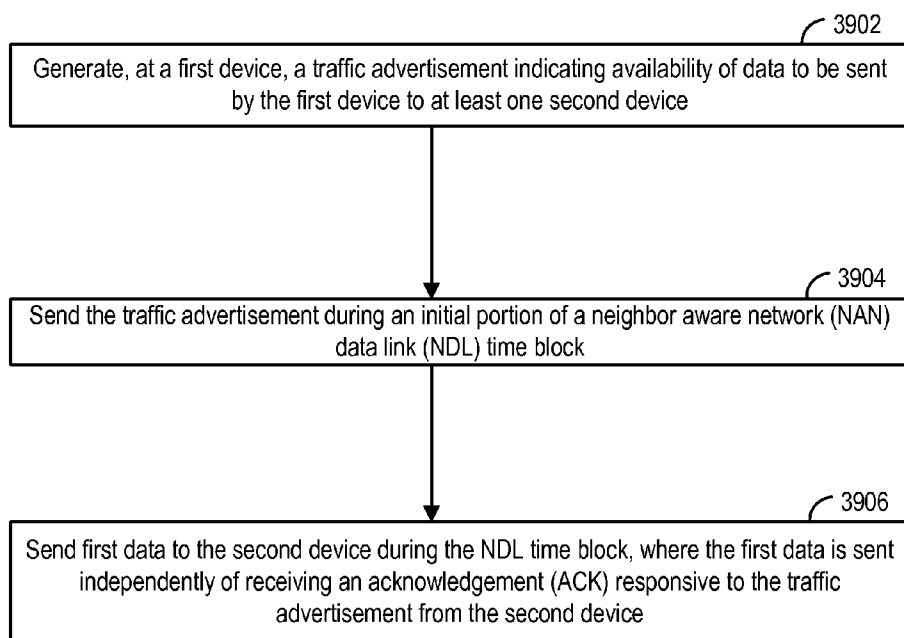 3902
Generate, at a first device, a traffic advertisement indicating availability of data to be sent
by the first device to at least one second device
3904
Send the traffic advertisement during an initial portion of a neighbor aware network (NAN)
data link (NDL) time block
3906
Send first data to the second device during the NDL time block, where the first data is sent
independently of receiving an acknowledgement (ACK) responsive to the traffic
advertisement from the second device